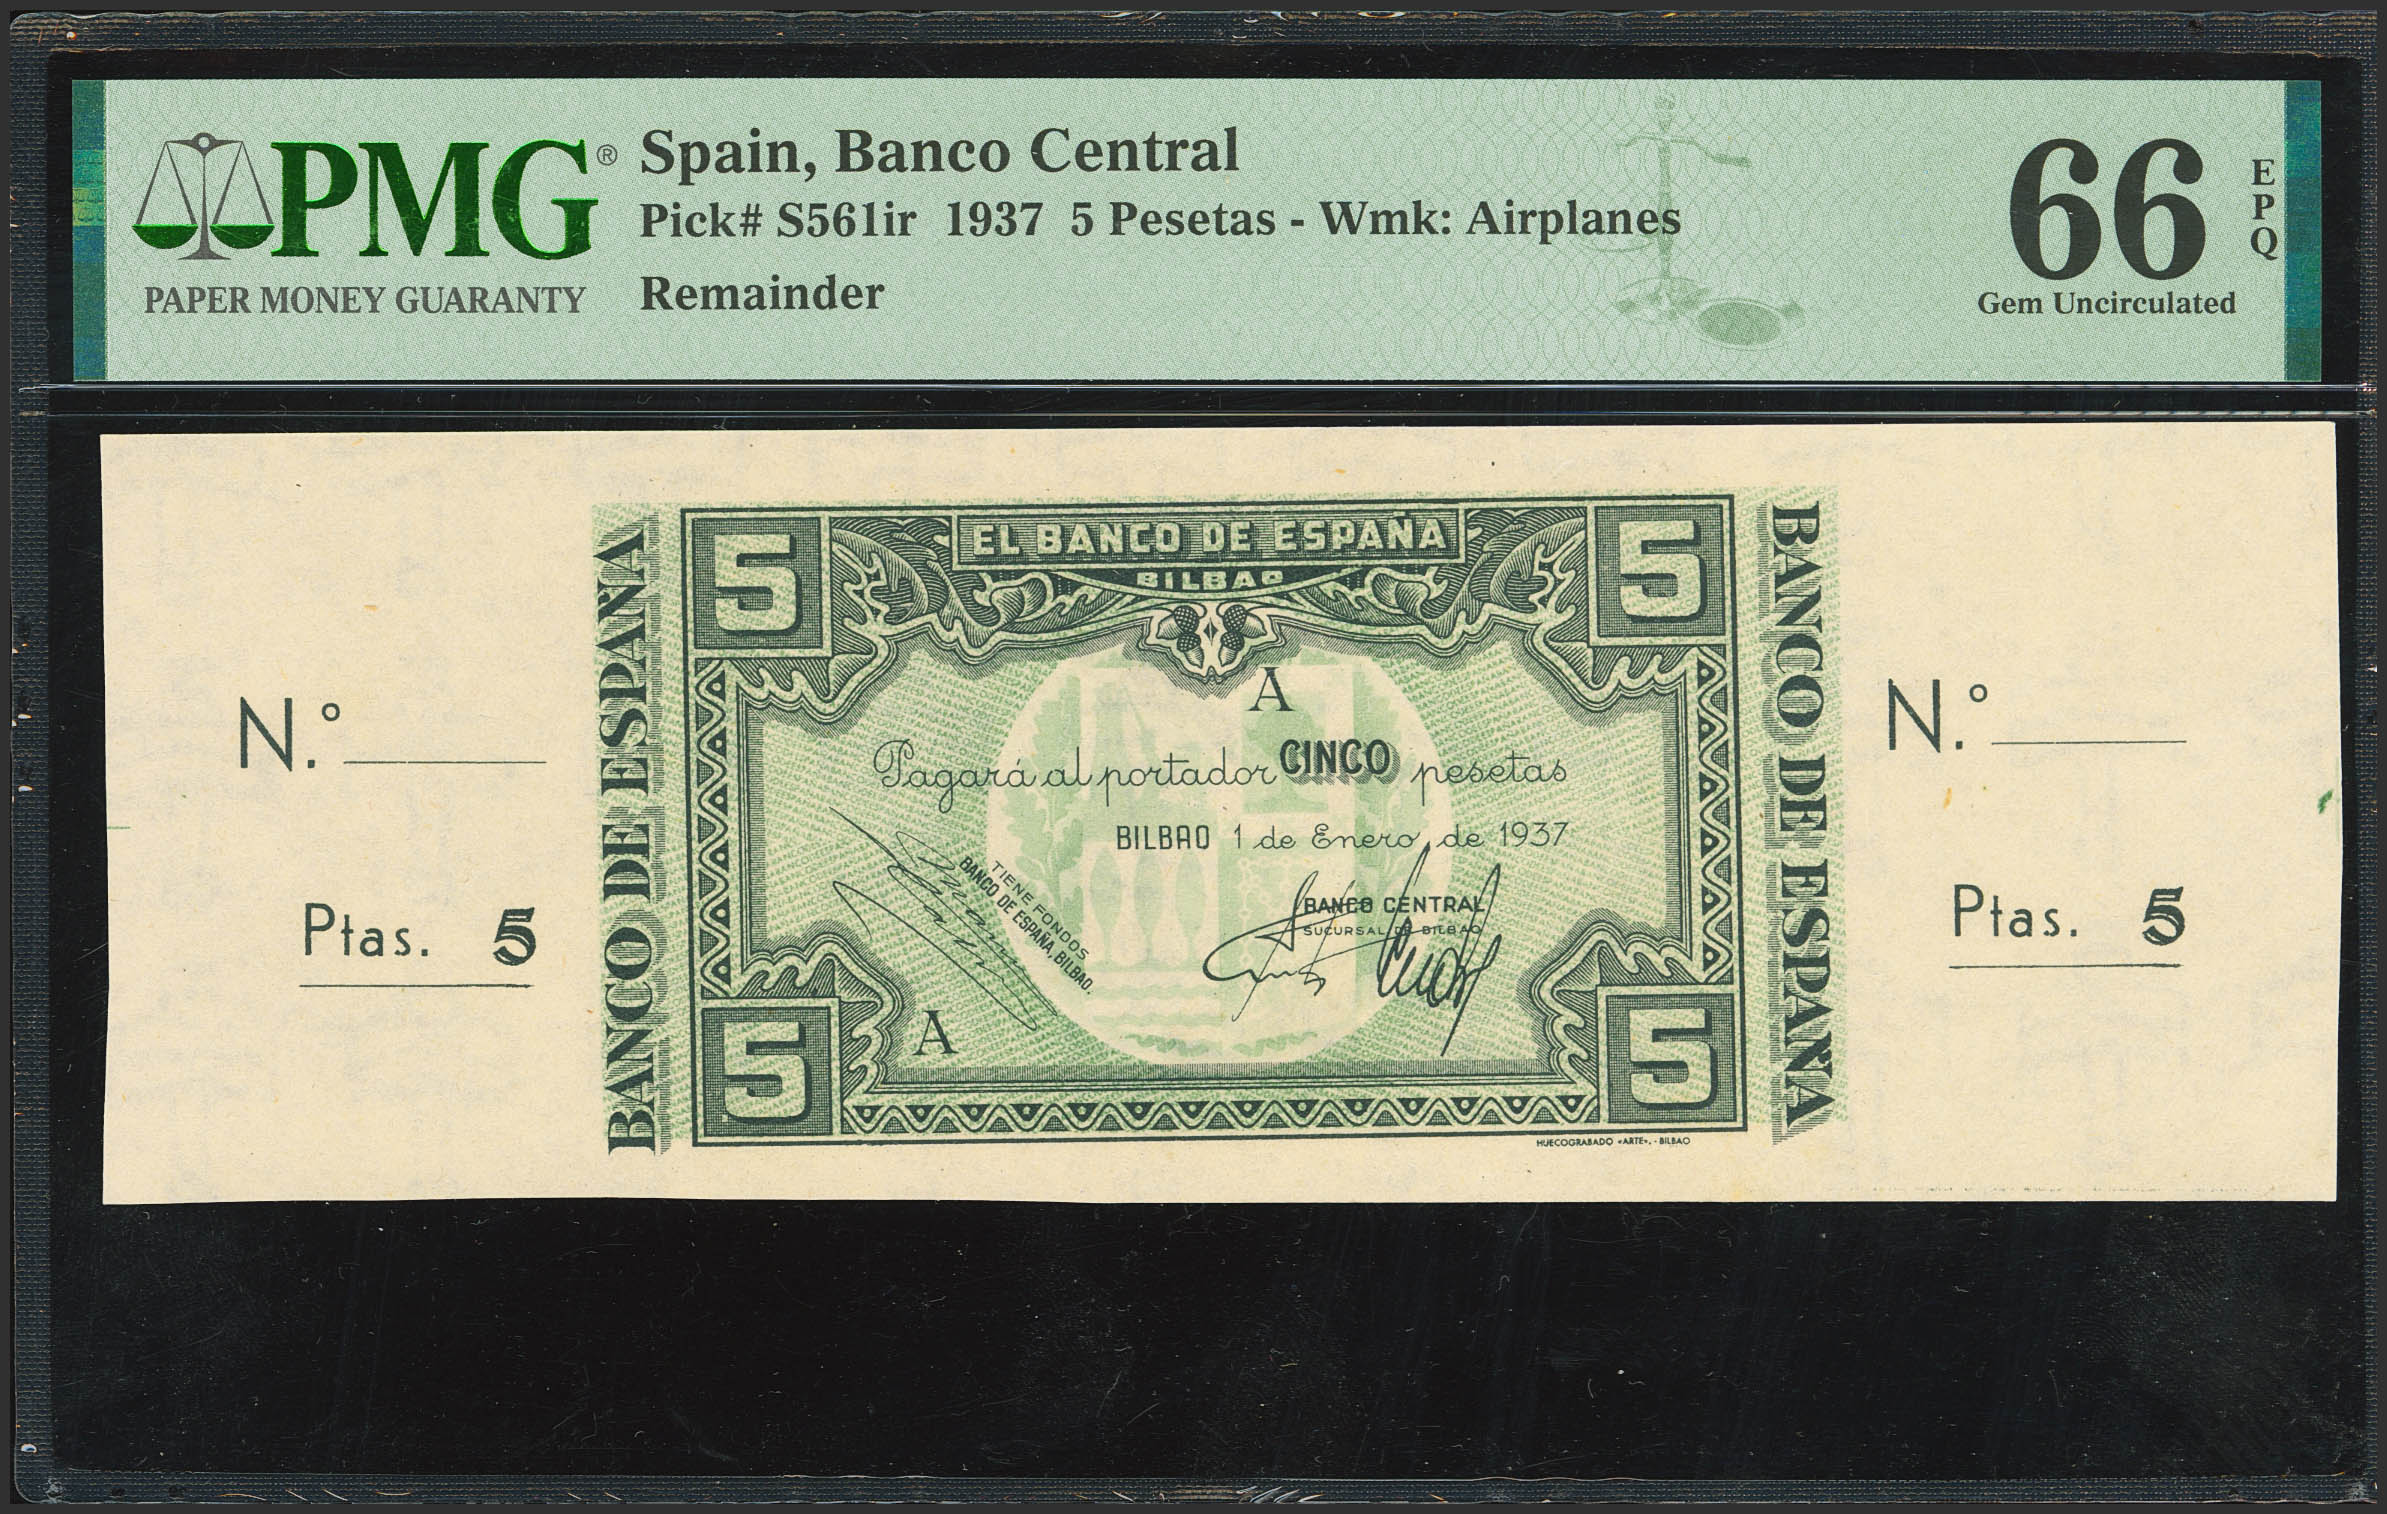 PMG®
PAPER MONEY GUARANTY
Spain, Banco Central
Pick# S561ir 1937 5 Pesetas - Wmk: Airplanes
Remainder
66
EPQ
Gem Uncirculated
N.º
Ptas. 5
BANCO DE ESPAÑA
5
EL BANCO DE ESPAÑA
BILBAO
5
A
Pagará al portador CINCO pesetas
BILBAO 1 de Enero de 1937
TIENE FONDOS
BANCO DE ESPAÑA, BILBAO.
BANCO CENTRAL
SUCURSAL DE BILBAO
A
5
5
HUECOGRABADO «ARTE». - BILBAO
BANCO DE ESPAÑA
N.º
Ptas. 5